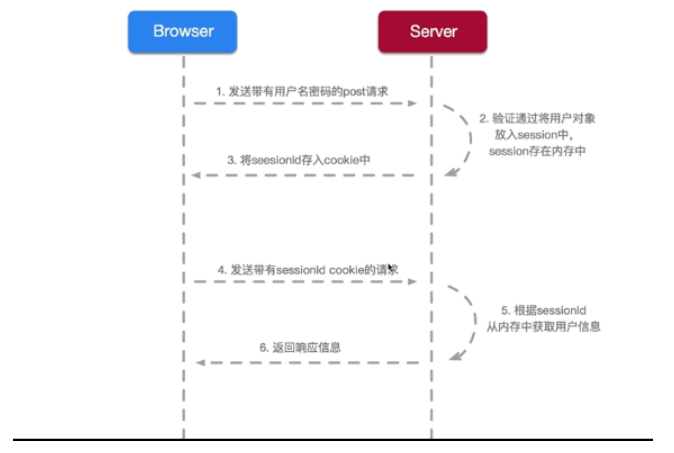 Browser
Server
1. 发送带有用户名密码的post请求
2. 验证通过将用户对象
放入session中，
session存在内存中
3. 将seesionId存入cookie中
4. 发送带有sessionId cookie的请求
5. 根据sessionId
从内存中获取用户信息
6. 返回响应信息